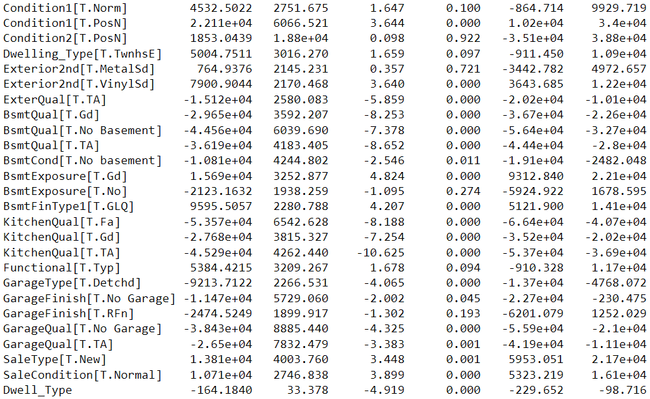 Condition1[T.Norm] 4532.5022 2751.675 1.647 0.100 -864.714 9929.719
Condition1[T.PosN] 2.211e+04 6066.521 3.644 0.000 1.02e+04 3.4e+04
Condition2[T.PosN] 1853.0439 1.88e+04 0.098 0.922 -3.51e+04 3.88e+04
Dwelling_Type[T.TwnhsE] 5004.7511 3016.270 1.659 0.097 -911.450 1.09e+04
Exterior2nd[T.MetalSd] 764.9376 2145.231 0.357 0.721 -3442.782 4972.657
Exterior2nd[T.VinylSd] 7900.9044 2170.468 3.640 0.000 3643.685 1.22e+04
ExterQual[T.TA] -1.512e+04 2580.083 -5.859 0.000 -2.02e+04 -1.01e+04
BsmtQual[T.Gd] -2.965e+04 3592.207 -8.253 0.000 -3.67e+04 -2.26e+04
BsmtQual[T.No Basement] -4.456e+04 6039.690 -7.378 0.000 -5.64e+04 -3.27e+04
BsmtQual[T.TA] -3.619e+04 4183.405 -8.652 0.000 -4.44e+04 -2.8e+04
BsmtCond[T.No basement] -1.081e+04 4244.802 -2.546 0.011 -1.91e+04 -2482.048
BsmtExposure[T.Gd] 1.569e+04 3252.877 4.824 0.000 9312.840 2.21e+04
BsmtExposure[T.No] -2123.1632 1938.259 -1.095 0.274 -5924.922 1678.595
BsmtFinType1[T.GLQ] 9595.5057 2280.788 4.207 0.000 5121.900 1.41e+04
KitchenQual[T.Fa] -5.357e+04 6542.628 -8.188 0.000 -6.64e+04 -4.07e+04
KitchenQual[T.Gd] -2.768e+04 3815.327 -7.254 0.000 -3.52e+04 -2.02e+04
KitchenQual[T.TA] -4.529e+04 4262.440 -10.625 0.000 -5.37e+04 -3.69e+04
Functional[T.Typ] 5384.4215 3209.267 1.678 0.094 -910.328 1.17e+04
GarageType[T.Detchd] -9213.7122 2266.531 -4.065 0.000 -1.37e+04 -4768.072
GarageFinish[T.No Garage] -1.147e+04 5729.060 -2.002 0.045 -2.27e+04 -230.475
GarageFinish[T.RFn] -2474.5249 1899.917 -1.302 0.193 -6201.079 1252.029
GarageQual[T.No Garage] -3.843e+04 8885.440 -4.325 0.000 -5.59e+04 -2.1e+04
GarageQual[T.TA] -2.65e+04 7832.479 -3.383 0.001 -4.19e+04 -1.11e+04
SaleType[T.New] 1.381e+04 4003.760 3.448 0.001 5953.051 2.17e+04
SaleCondition[T.Normal] 1.071e+04 2746.838 3.899 0.000 5323.219 1.61e+04
Dwell_Type -164.1840 33.378 -4.919 0.000 -229.652 -98.716